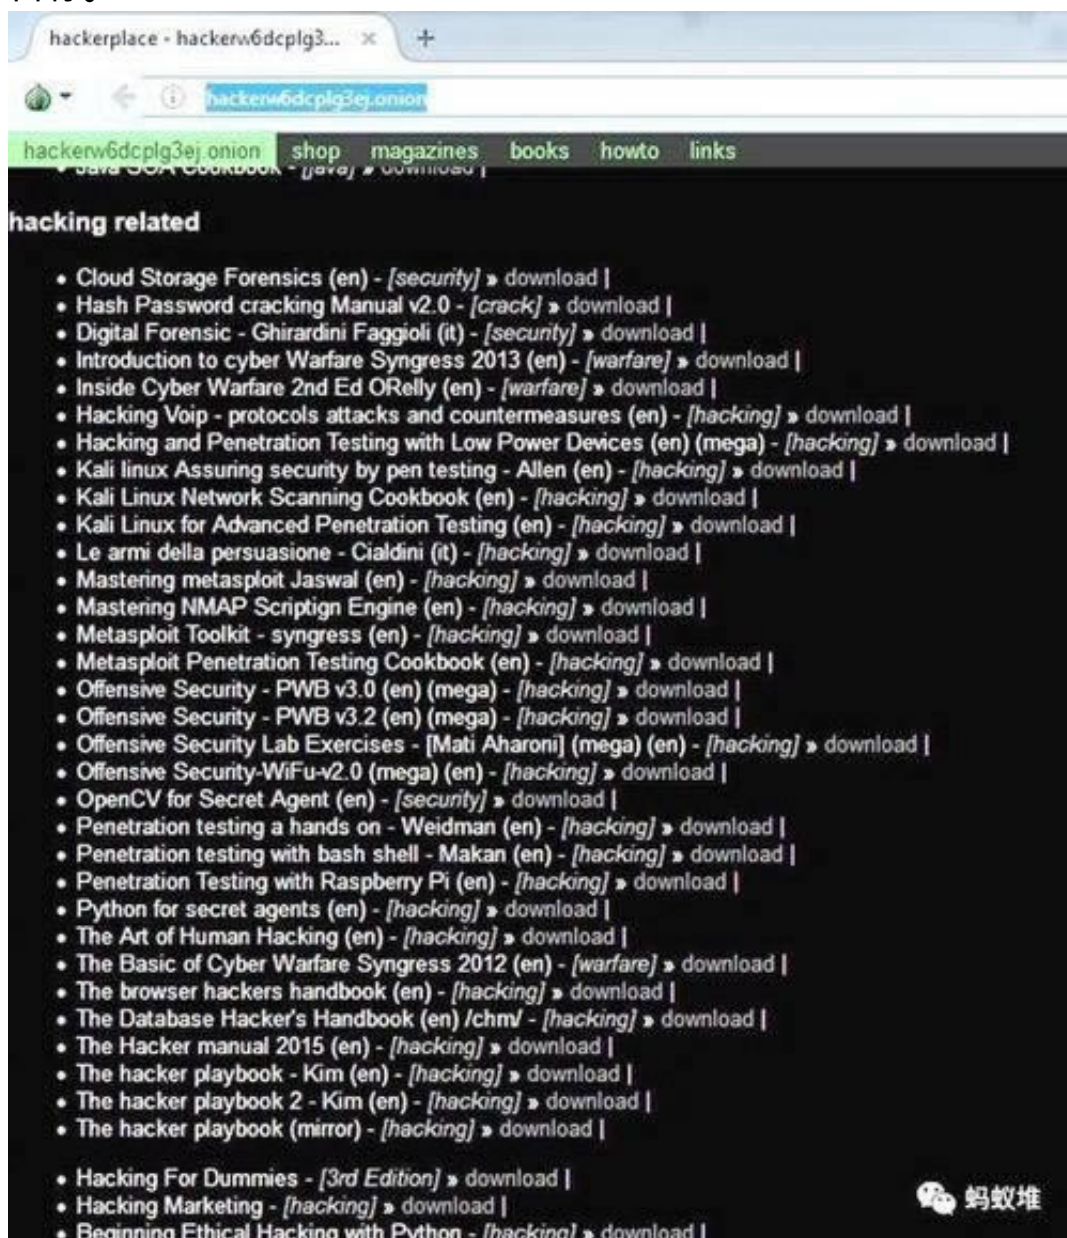 hackerplace - hackerw6dcplg3...
hackerw6dcplg3ej.onion
hackerw6dcplg3ej.onion shop magazines books howto links
Java SOA Cookbook - [java] » download |
hacking related
• Cloud Storage Forensics (en) - [security] » download |
• Hash Password cracking Manual v2.0 - [crack] » download |
• Digital Forensic - Ghirardini Faggioli (it) - [security] » download |
• Introduction to cyber Warfare Syngress 2013 (en) - [warfare] » download |
• Inside Cyber Warfare 2nd Ed ORelly (en) - [warfare] » download |
• Hacking Voip - protocols attacks and countermeasures (en) - [hacking] » download |
• Hacking and Penetration Testing with Low Power Devices (en) (mega) - [hacking] » download |
• Kali linux Assuring security by pen testing - Allen (en) - [hacking] » download |
• Kali Linux Network Scanning Cookbook (en) - [hacking] » download |
• Kali Linux for Advanced Penetration Testing (en) - [hacking] » download |
• Le armi della persuasione - Cialdini (it) - [hacking] » download |
• Mastering metasploit Jaswal (en) - [hacking] » download |
• Mastering NMAP Scriptign Engine (en) - [hacking] » download |
• Metasploit Toolkit - syngress (en) - [hacking] » download |
• Metasploit Penetration Testing Cookbook (en) - [hacking] » download |
• Offensive Security - PWB v3.0 (en) (mega) - [hacking] » download |
• Offensive Security - PWB v3.2 (en) (mega) - [hacking] » download |
• Offensive Security Lab Exercises - [Mati Aharoni] (mega) (en) - [hacking] » download |
• Offensive Security-WiFu-v2.0 (mega) (en) - [hacking] » download |
• OpenCV for Secret Agent (en) - [security] » download |
• Penetration testing a hands on - Weidman (en) - [hacking] » download |
• Penetration testing with bash shell - Makan (en) - [hacking] » download |
• Penetration Testing with Raspberry Pi (en) - [hacking] » download |
• Python for secret agents (en) - [hacking] » download |
• The Art of Human Hacking (en) - [hacking] » download |
• The Basic of Cyber Warfare Syngress 2012 (en) - [warfare] » download |
• The browser hackers handbook (en) - [hacking] » download |
• The Database Hacker's Handbook (en) /chm/ - [hacking] » download |
• The Hacker manual 2015 (en) - [hacking] » download |
• The hacker playbook - Kim (en) - [hacking] » download |
• The hacker playbook 2 - Kim (en) - [hacking] » download |
• The hacker playbook (mirror) - [hacking] » download |
• Hacking For Dummies - [3rd Edition] » download |
• Hacking Marketing - [hacking] » download |
• Beginning Ethical Hacking with Python - [hacking] » download |
蚂蚁堆